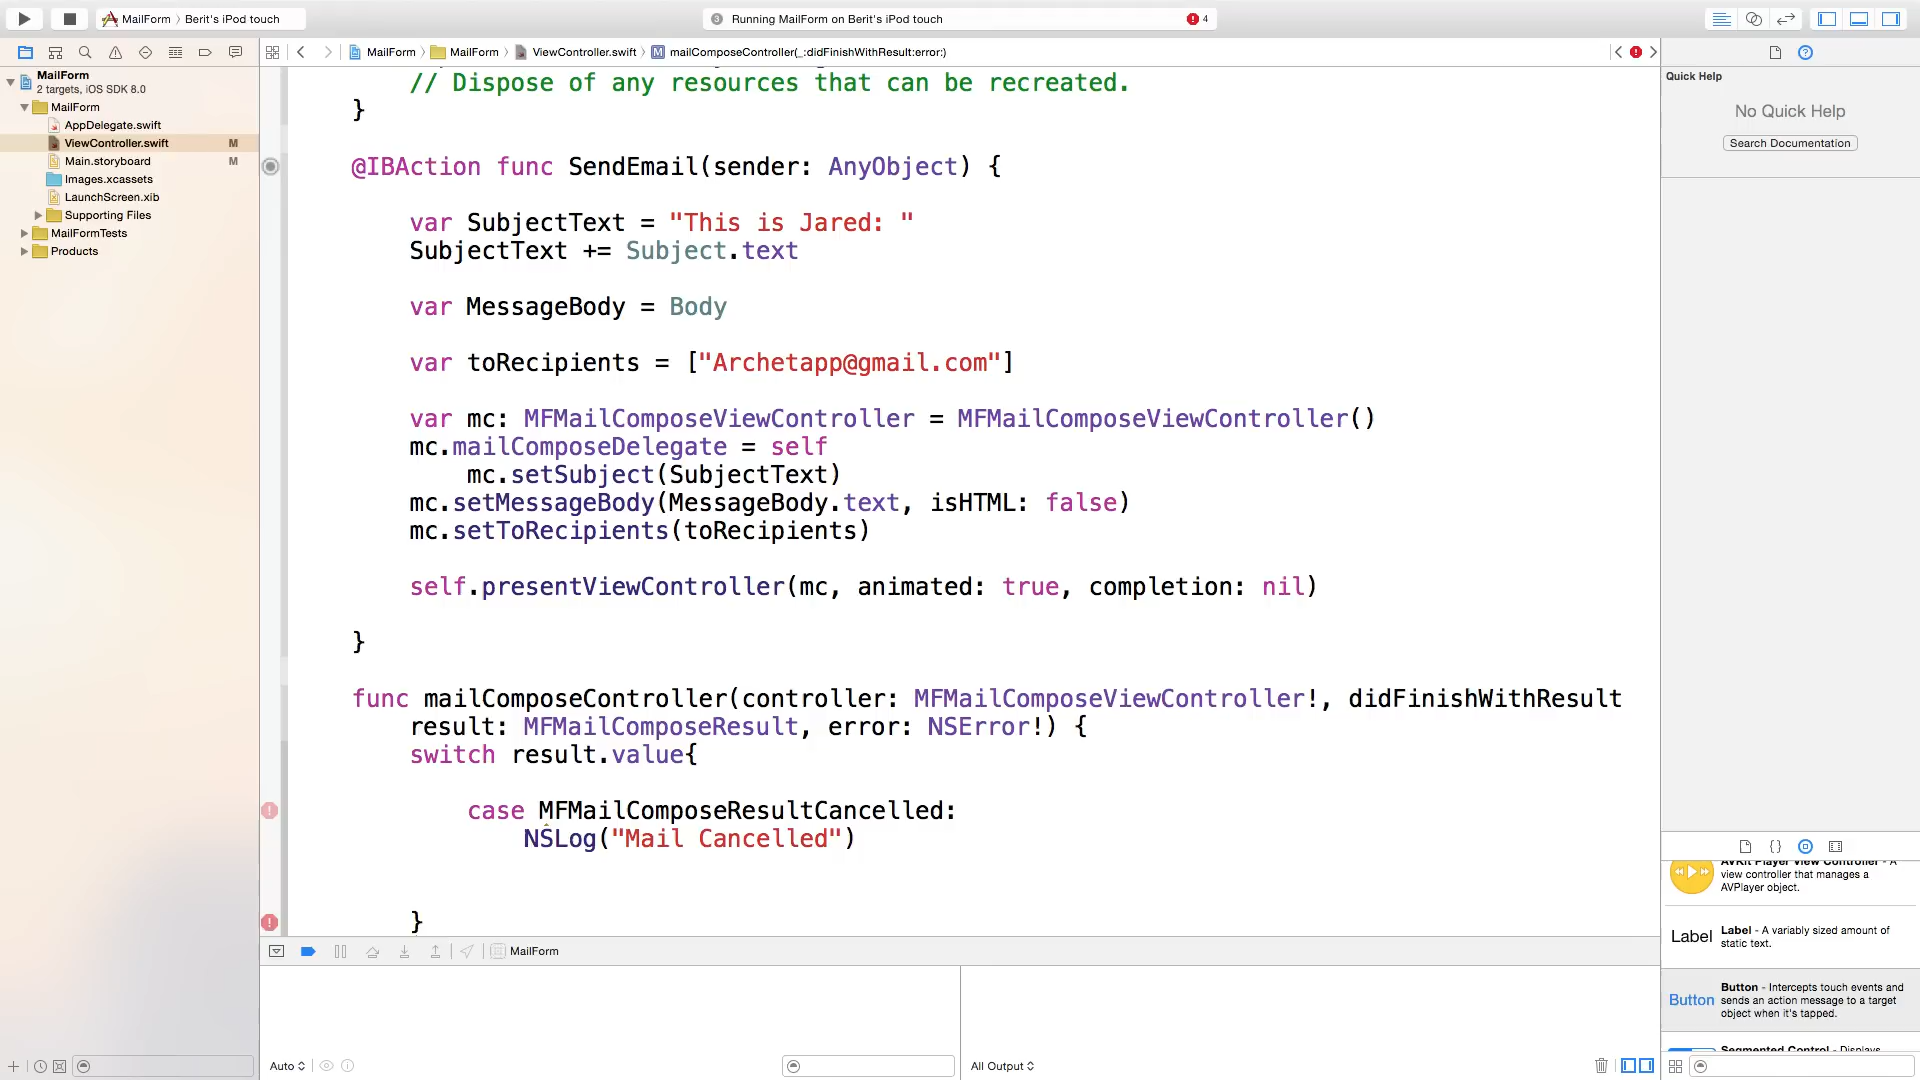 MailForm › Berit's iPod touch
3 Running MailForm on Berit's iPod touch
4
MailForm › MailForm › ViewController.swift › M mailComposeController(_:didFinishWithResult:error:)
MailForm
2 targets, iOS SDK 8.0
MailForm
AppDelegate.swift
ViewController.swift M
Main.storyboard M
Images.xcassets
LaunchScreen.xib
Supporting Files
MailFormTests
Products
// Dispose of any resources that can be recreated.
}
@IBAction func SendEmail(sender: AnyObject) {
var SubjectText = "This is Jared: "
SubjectText += Subject.text
var MessageBody = Body
var toRecipients = ["Archetapp@gmail.com"]
var mc: MFMailComposeViewController = MFMailComposeViewController()
mc.mailComposeDelegate = self
mc.setSubject(SubjectText)
mc.setMessageBody(MessageBody.text, isHTML: false)
mc.setToRecipients(toRecipients)
self.presentViewController(mc, animated: true, completion: nil)
}
func mailComposeController(controller: MFMailComposeViewController!, didFinishWithResult
result: MFMailComposeResult, error: NSError!) {
switch result.value{
case MFMailComposeResultCancelled:
NSLog("Mail Cancelled")
}
MailForm
Auto
All Output
Quick Help
No Quick Help
Search Documentation
{}
AVKit Player View Controller - A
view controller that manages a
AVPlayer object.
Label
Label - A variably sized amount of
static text.
Button
Button - Intercepts touch events and
sends an action message to a target
object when it's tapped.
Segmented Control - Displays